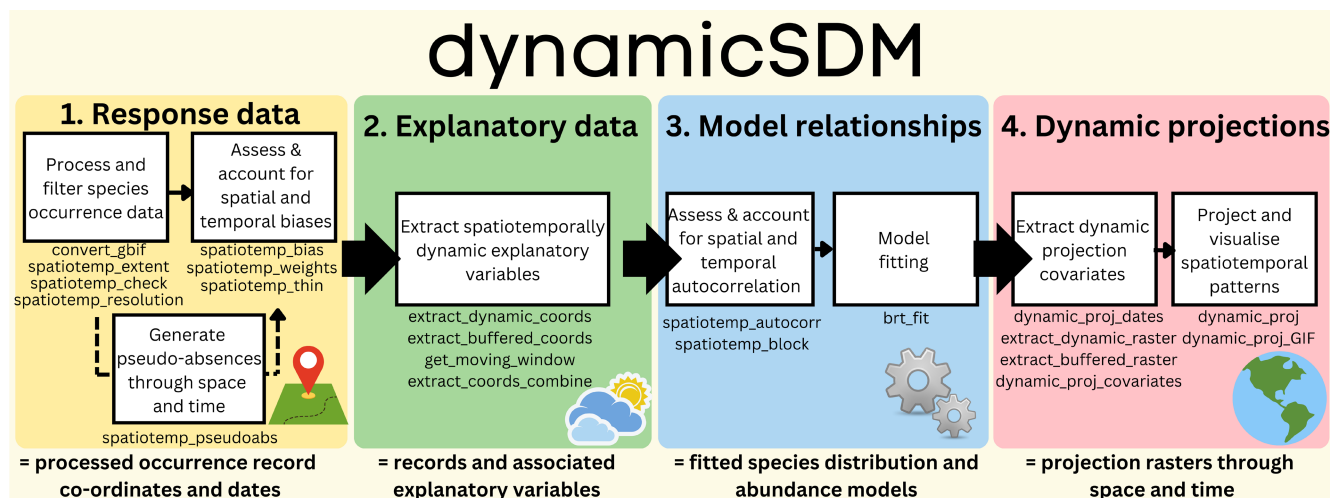 dynamicSDM
1. Response data
Process and
filter species
occurrence data
convert_gbif
spatiotemp_extent
spatiotemp_check
spatiotemp_resolution
Assess &
account for
spatial and
temporal biases
spatiotemp_bias
spatiotemp_weights
spatiotemp_thin
Generate
pseudo-absences
through space
and time
spatiotemp_pseudoabs
= processed occurrence record
co-ordinates and dates
2. Explanatory data
Extract spatiotemporally
dynamic explanatory
variables
extract_dynamic_coords
extract_buffered_coords
get_moving_window
extract_coords_combine
= records and associated
explanatory variables
3. Model relationships
Assess & account
for spatial and
temporal
autocorrelation
spatiotemp_autocorr
spatiotemp_block
Model
fitting
brt_fit
= fitted species distribution and
abundance models
4. Dynamic projections
Extract dynamic
projection
covariates
dynamic_proj_dates
extract_dynamic_raster
extract_buffered_raster
dynamic_proj_covariates
Project and
visualise
spatiotemporal
patterns
dynamic_proj
dynamic_proj_GIF
= projection rasters through
space and time